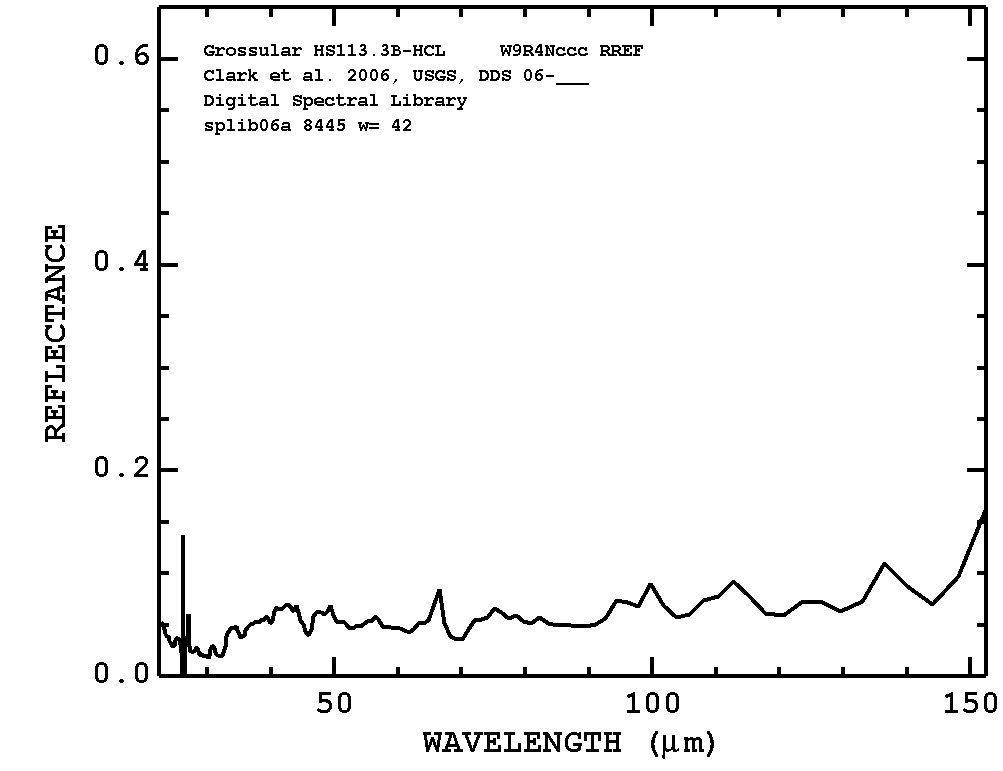 0.6
0.4
0.2
0.0
REFLECTANCE
Grossular HS113.3B-HCL W9R4Nccc RREF
Clark et al. 2006, USGS, DDS 06-___
Digital Spectral Library
splib06a 8445 w= 42
50 100 150
WAVELENGTH (μm)